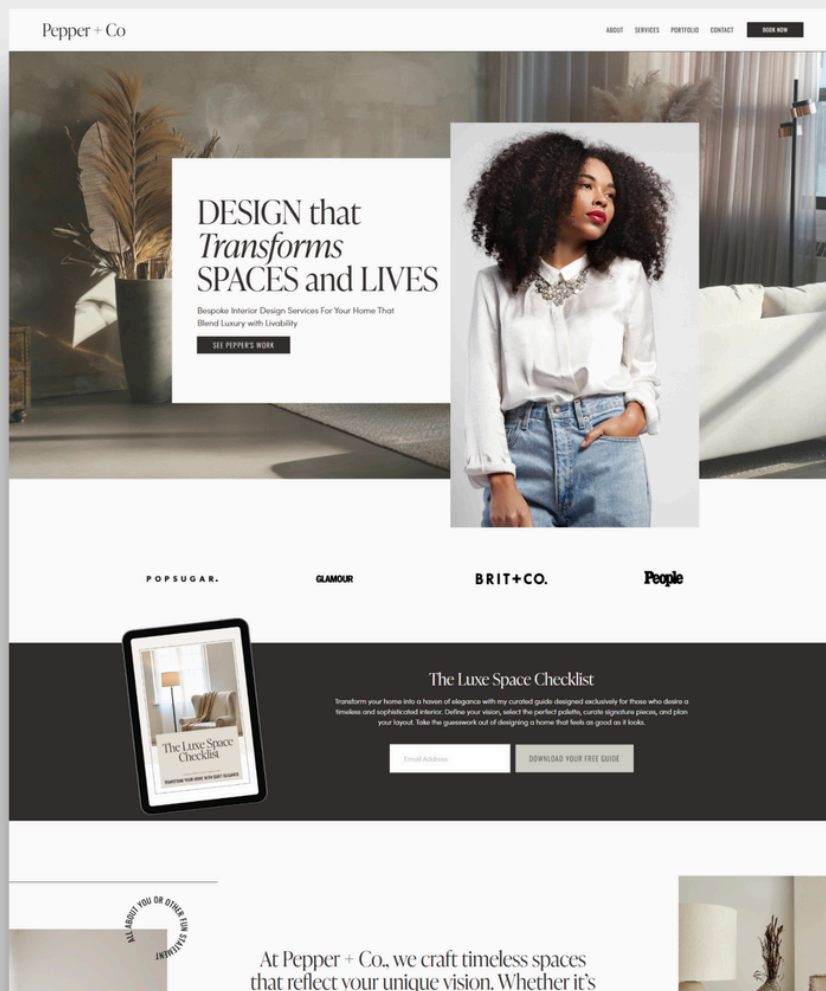 Pepper + Co
ABOUT SERVICES PORTFOLIO CONTACT BOOK NOW
DESIGN that
Transforms
SPACES and LIVES
Bespoke Interior Design Services For Your Home That
Blend Luxury with Livability
SEE PEPPER'S WORK
POPSUGAR. GLAMOUR BRIT+CO. People
The Luxe Space Checklist
Transform your home into a haven of elegance with my curated guide designed exclusively for those who desire a
timeless and sophisticated interior. Define your vision, select the perfect palette, curate signature pieces, and plan
your layout. Take the guesswork out of designing a home that feels as good as it looks.
Email Address
DOWNLOAD YOUR FREE GUIDE
The Luxe Space
Checklist
TRANSFORM YOUR HOME WITH QUIET ELEGANCE
ALL ABOUT YOU OR OTHER FUN STATEMENT
At Pepper + Co., we craft timeless spaces
that reflect your unique vision. Whether it's